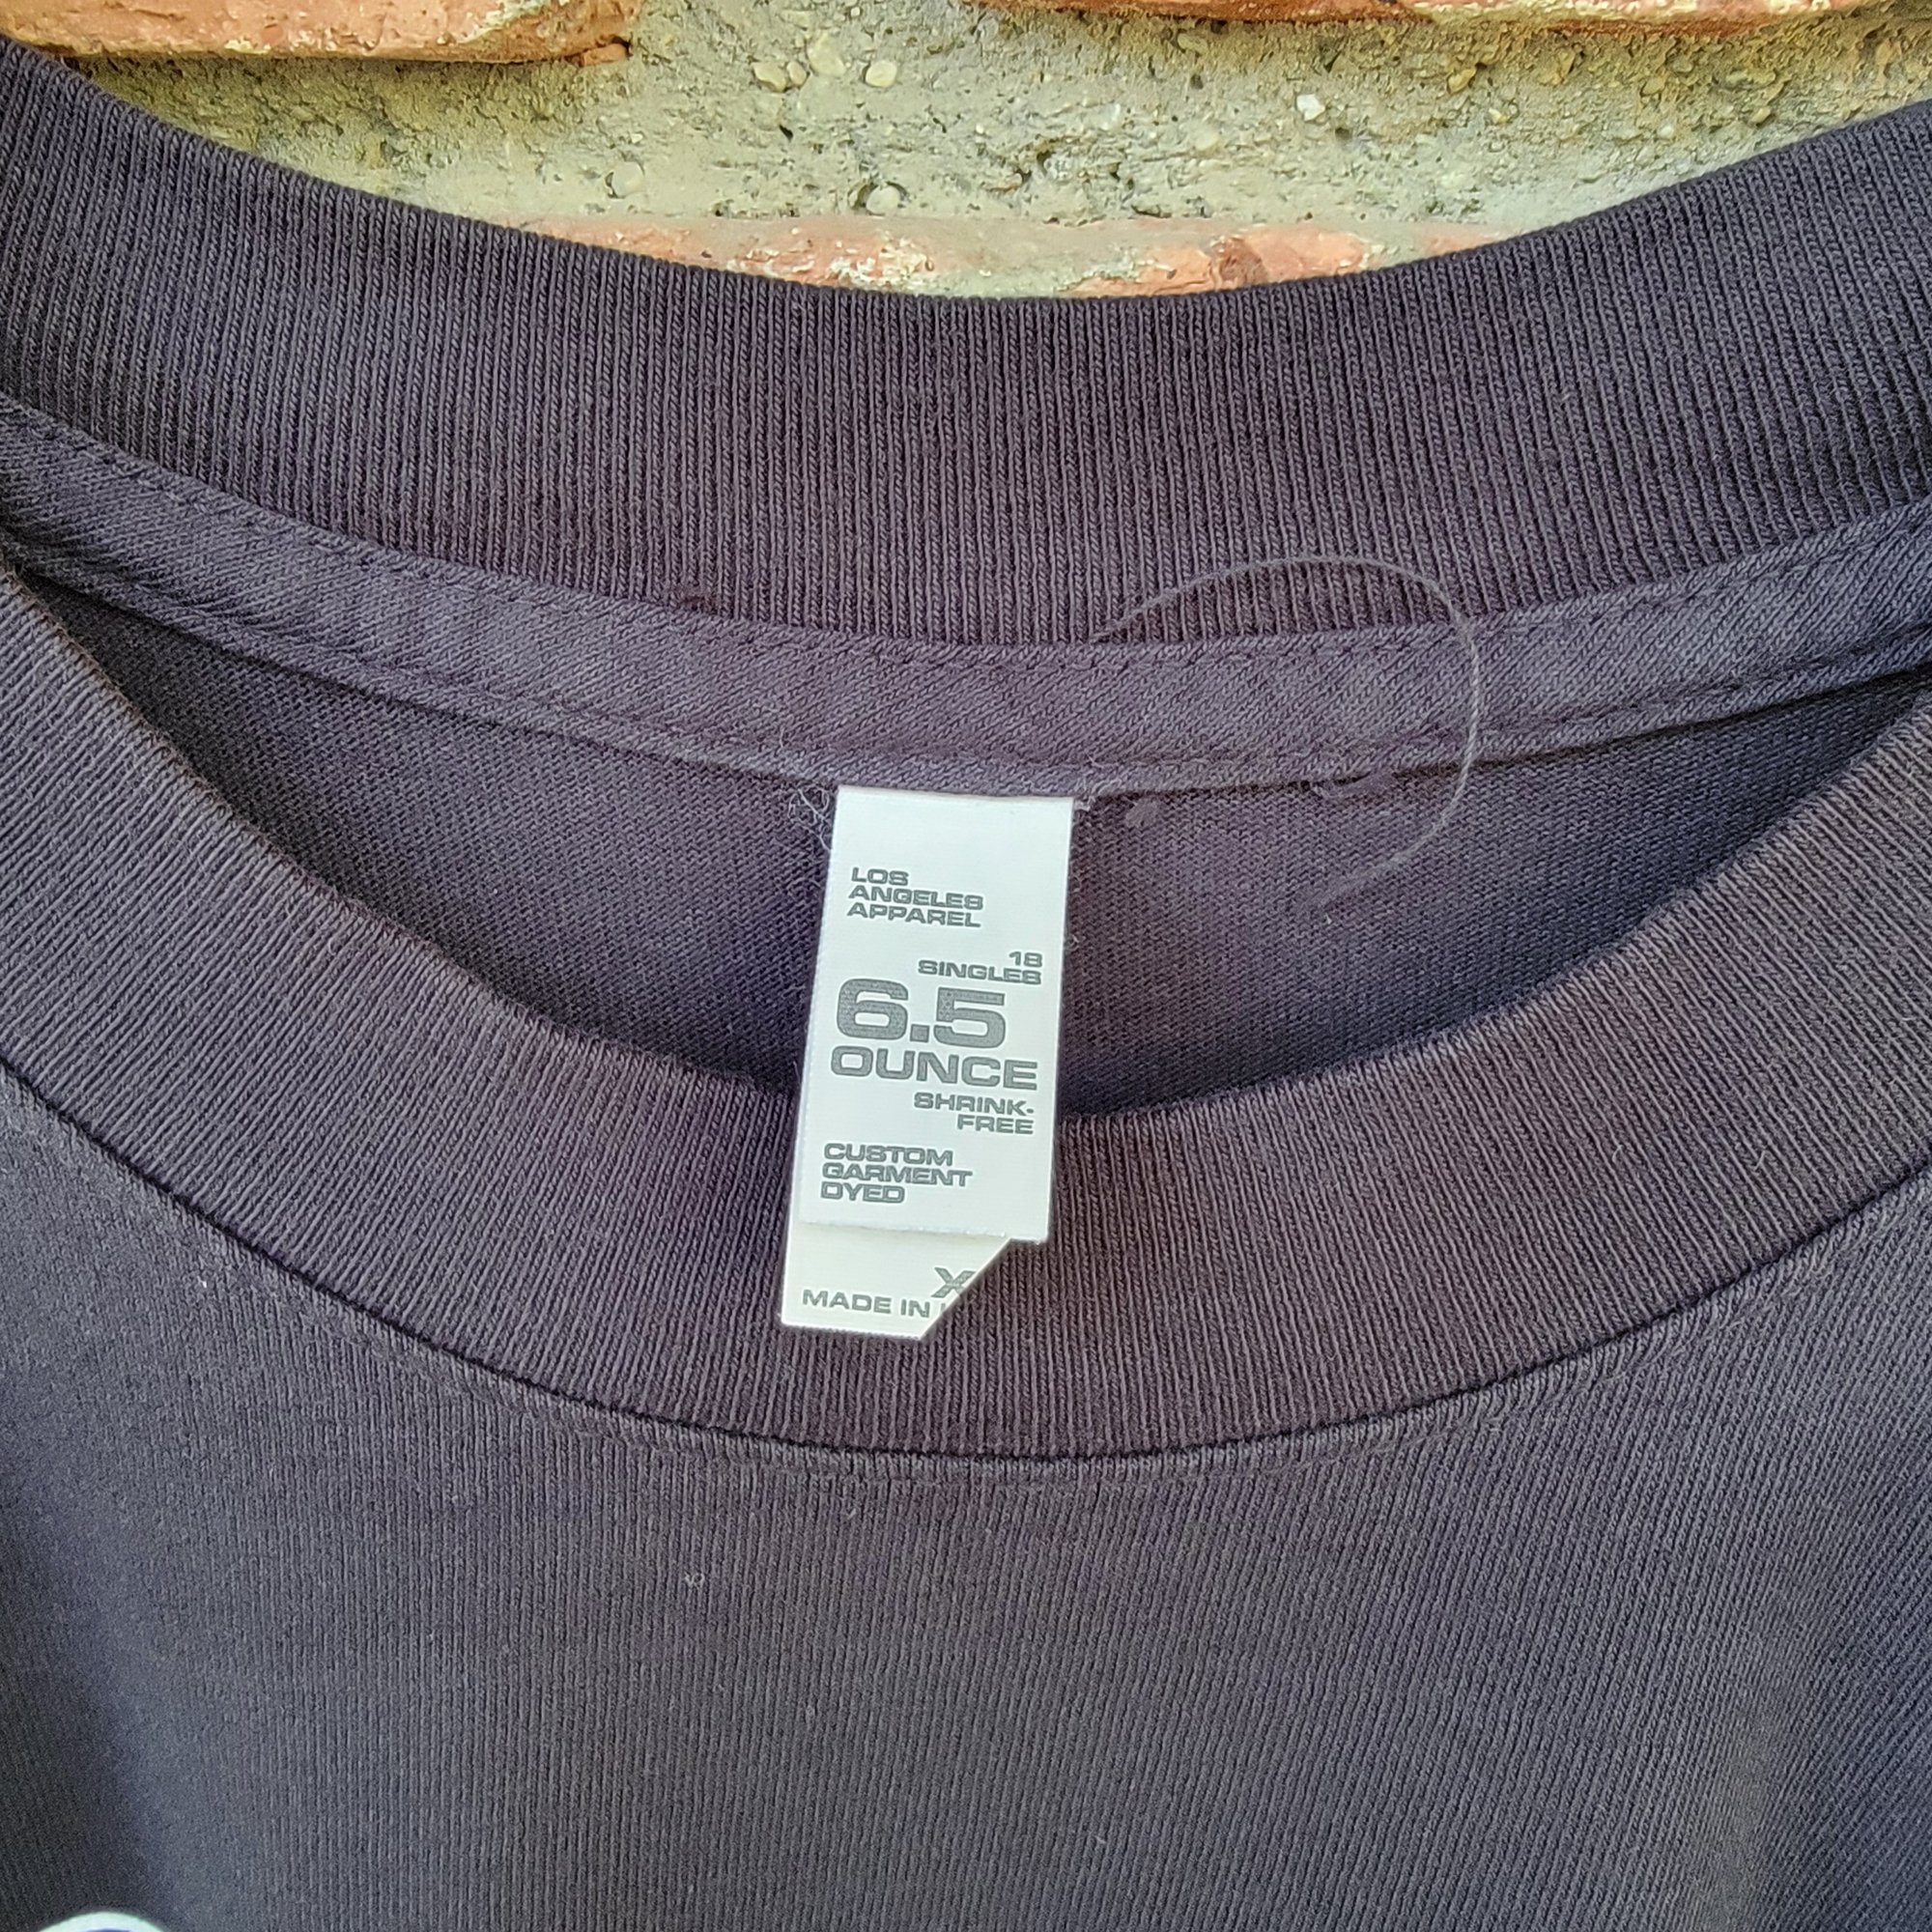 LOS
ANGELES
APPAREL
18
SINGLES
6.5
OUNCE
SHRINK-
FREE
CUSTOM
GARMENT
DYED
X
MADE IN